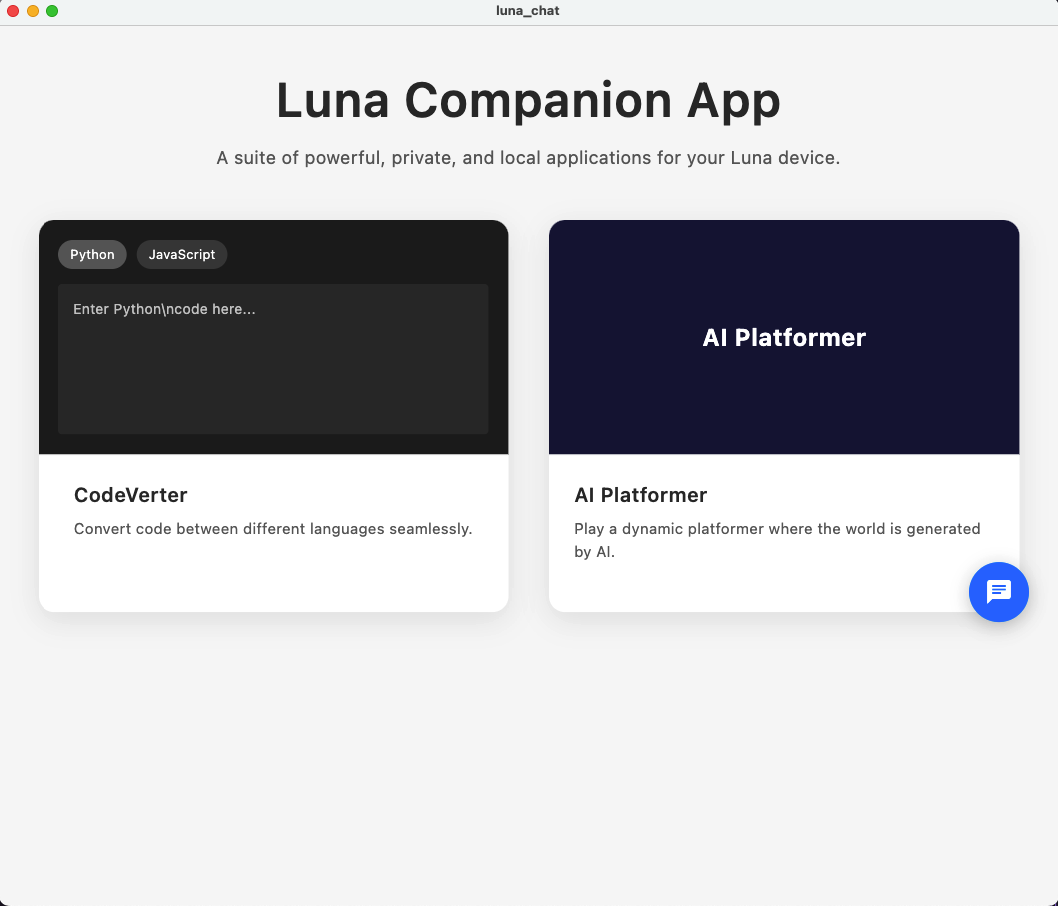 luna_chat
Luna Companion App
A suite of powerful, private, and local applications for your Luna device.
Python
JavaScript
Enter Python\ncode here...
CodeVerter
Convert code between different languages seamlessly.
AI Platformer
AI Platformer
Play a dynamic platformer where the world is generated
by AI.